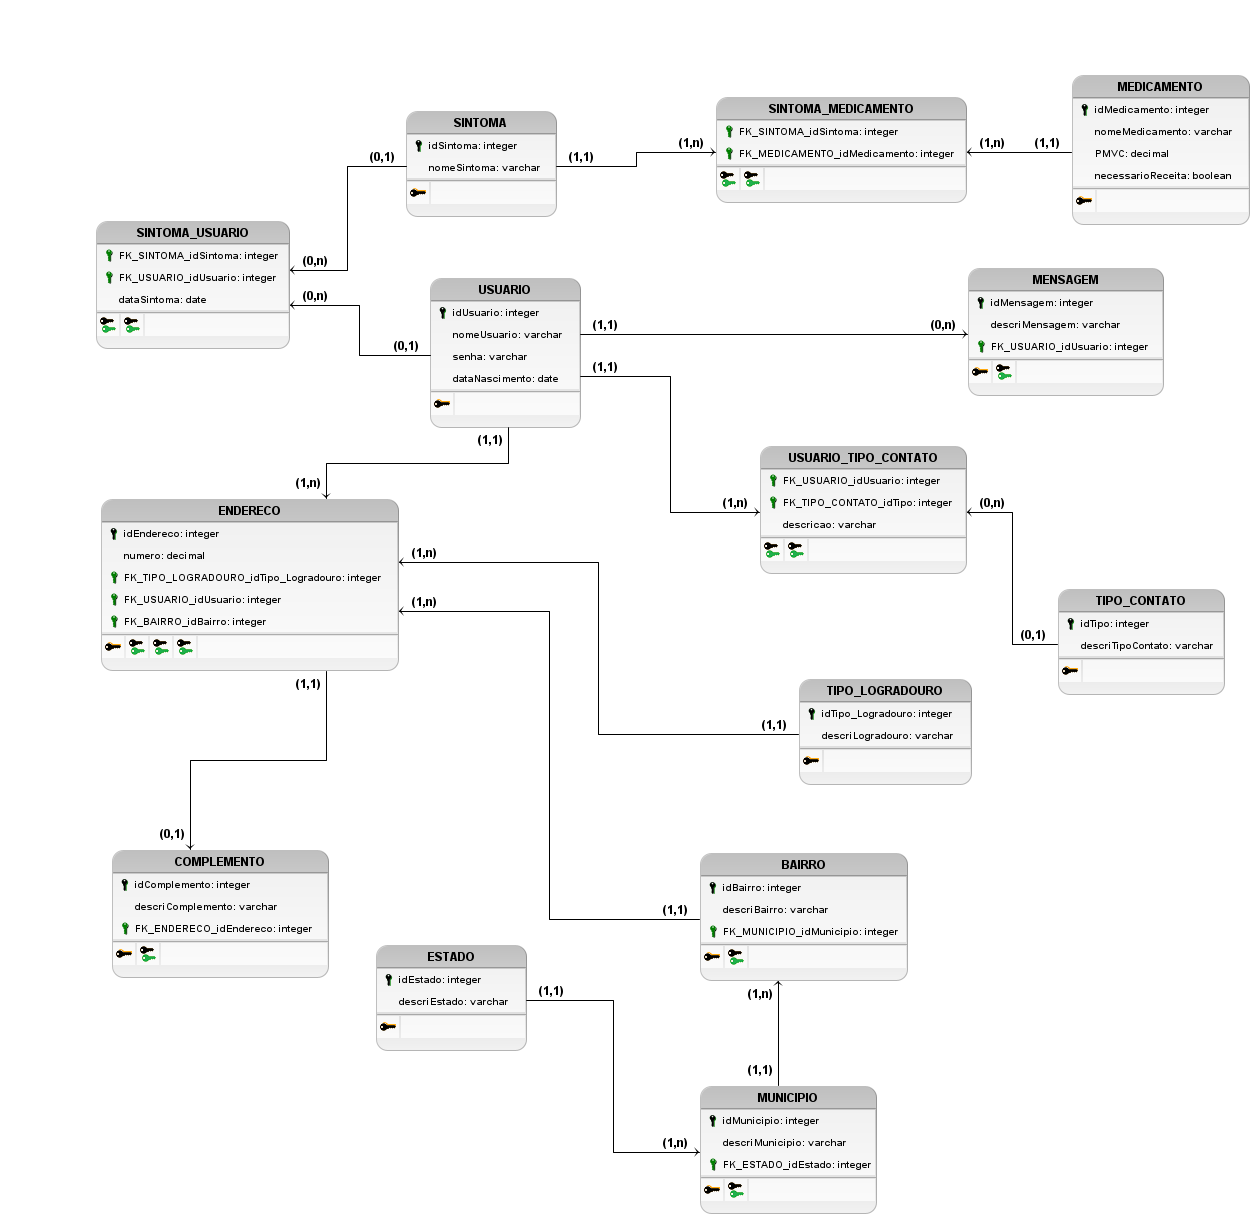 MEDICAMENTO
idMedicamento: integer
nomeMedicamento: varchar
PMVC: decimal
necessarioReceita: boolean
SINTOMA_MEDICAMENTO
FK_SINTOMA_idSintoma: integer
FK_MEDICAMENTO_idMedicamento: integer
SINTOMA
idSintoma: integer
nomeSintoma: varchar
(0,1)
(1,1)
(1,n)
(1,n)
(1,1)
SINTOMA_USUARIO
FK_SINTOMA_idSintoma: integer
FK_USUARIO_idUsuario: integer
dataSintoma: date
(0,n)
(0,n)
(0,1)
USUARIO
idUsuario: integer
nomeUsuario: varchar
senha: varchar
dataNascimento: date
(1,1)
(0,n)
(1,1)
(1,1)
MENSAGEM
idMensagem: integer
descriMensagem: varchar
FK_USUARIO_idUsuario: integer
USUARIO_TIPO_CONTATO
FK_USUARIO_idUsuario: integer
FK_TIPO_CONTATO_idTipo: integer
descricao: varchar
(1,n)
(0,n)
(1,n)
ENDERECO
idEndereco: integer
numero: decimal
FK_TIPO_LOGRADOURO_idTipo_Logradouro: integer
FK_USUARIO_idUsuario: integer
FK_BAIRRO_idBairro: integer
(1,n)
(1,n)
(1,1)
TIPO_CONTATO
idTipo: integer
descriTipoContato: varchar
(0,1)
TIPO_LOGRADOURO
idTipo_Logradouro: integer
descriLogradouro: varchar
(1,1)
(0,1)
COMPLEMENTO
idComplemento: integer
descriComplemento: varchar
FK_ENDERECO_idEndereco: integer
BAIRRO
idBairro: integer
descriBairro: varchar
FK_MUNICIPIO_idMunicipio: integer
(1,1)
ESTADO
idEstado: integer
descriEstado: varchar
(1,1)
(1,n)
(1,1)
(1,n)
MUNICIPIO
idMunicipio: integer
descriMunicipio: varchar
FK_ESTADO_idEstado: integer